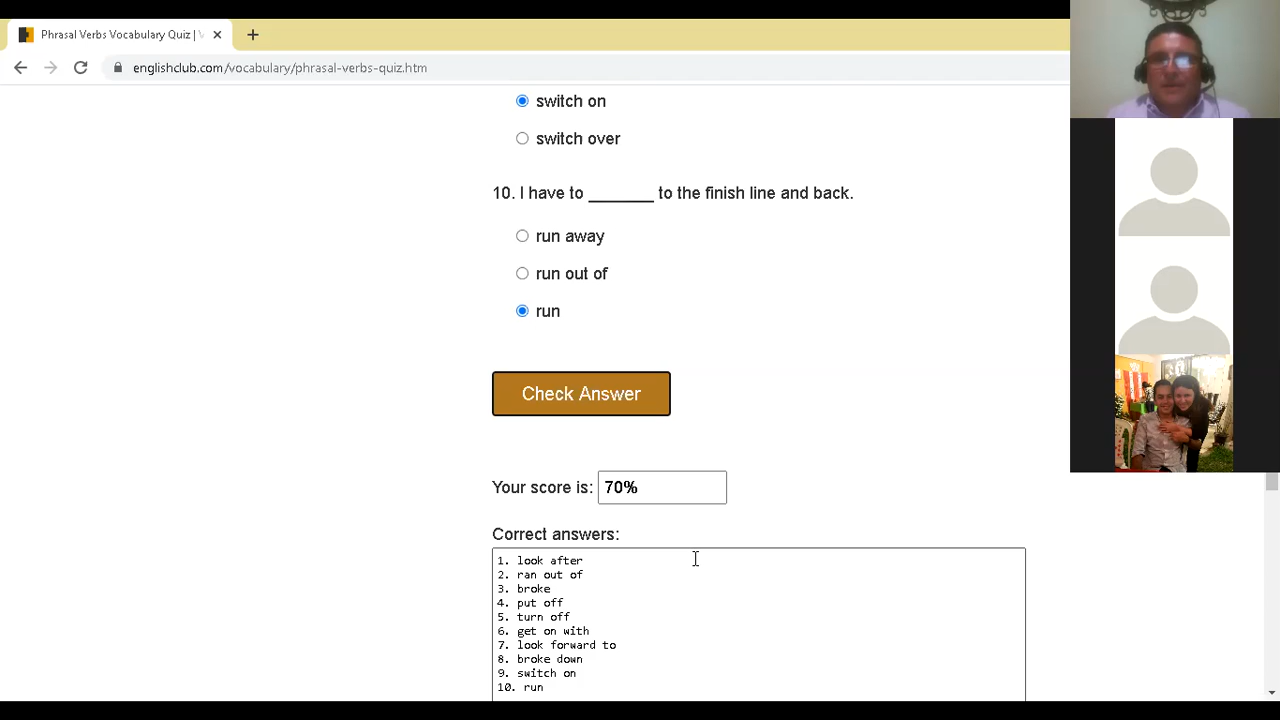 Phrasal Verbs Vocabulary Quiz |
englishclub.com/vocabulary/phrasal-verbs-quiz.htm
switch on
switch over
10. I have to _______ to the finish line and back.
run away
run out of
run
Check Answer
Your score is: 70%
Correct answers:
1. look after
2. ran out of
3. broke
4. put off
5. turn off
6. get on with
7. look forward to
8. broke down
9. switch on
10. run